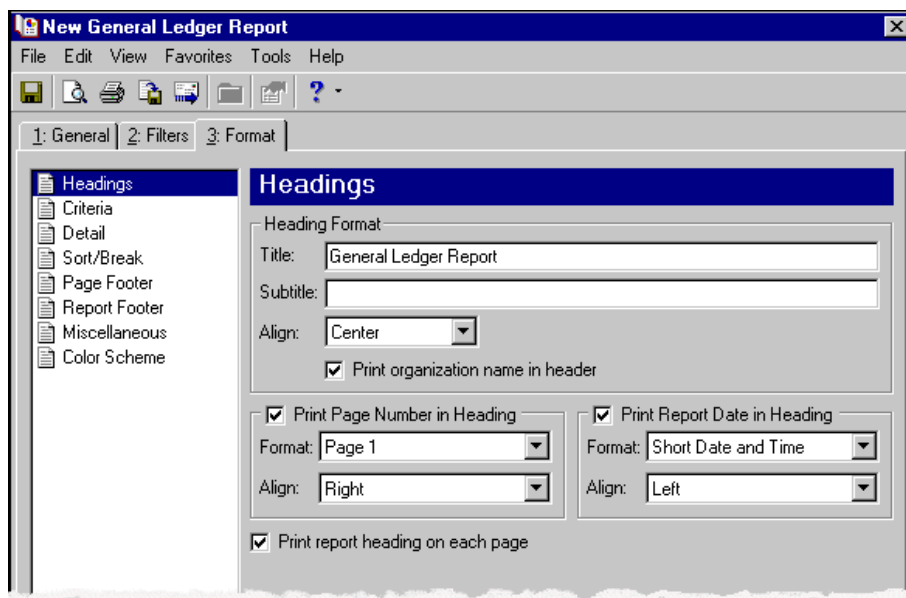 New General Ledger Report
File Edit View Favorites Tools Help
?
1: General 2: Filters 3: Format
Headings
Criteria
Detail
Sort/Break
Page Footer
Report Footer
Miscellaneous
Color Scheme
Headings
Heading Format
Title: General Ledger Report
Subtitle:
Align: Center
Print organization name in header
Print Page Number in Heading
Format: Page 1
Align: Right
Print Report Date in Heading
Format: Short Date and Time
Align: Left
Print report heading on each page